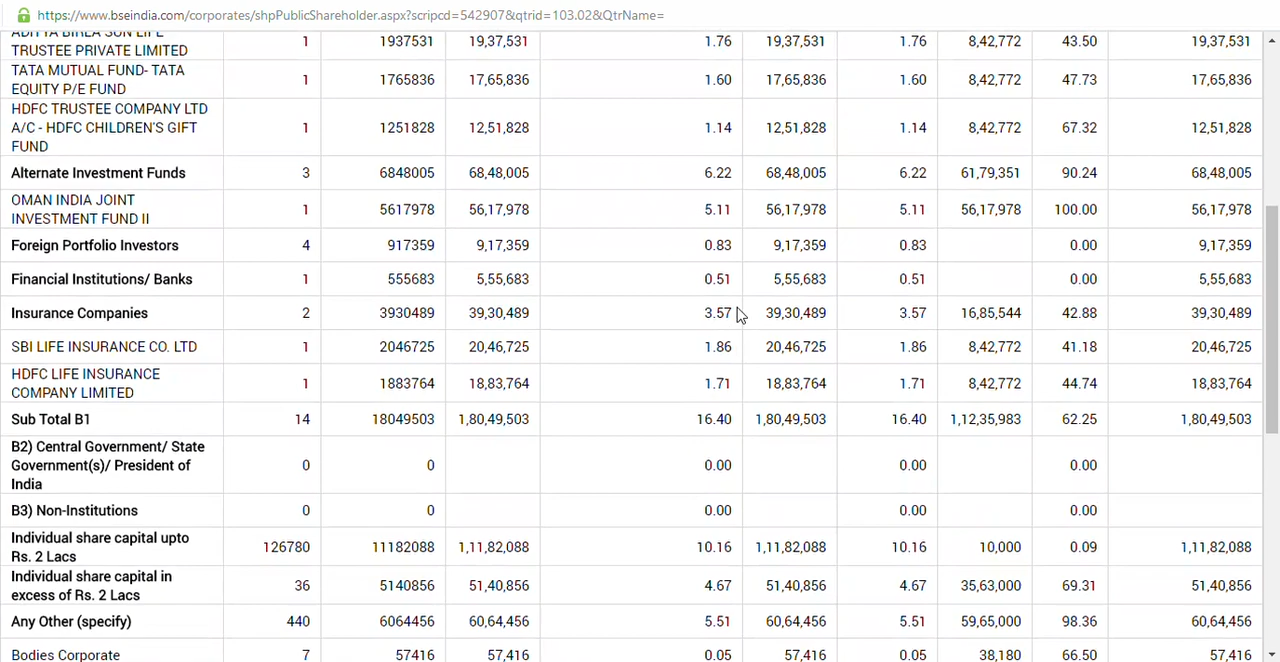 https://www.bseindia.com/corporates/shpPublicShareholder.aspx?scripcd=542907&qtrid=103.02&QtrName=
ADITYA BIRLA SUN LIFE
TRUSTEE PRIVATE LIMITED 1 1937531 19,37,531 1.76 19,37,531 1.76 8,42,772 43.50 19,37,531
TATA MUTUAL FUND- TATA
EQUITY P/E FUND 1 1765836 17,65,836 1.60 17,65,836 1.60 8,42,772 47.73 17,65,836
HDFC TRUSTEE COMPANY LTD
A/C - HDFC CHILDREN'S GIFT
FUND 1 1251828 12,51,828 1.14 12,51,828 1.14 8,42,772 67.32 12,51,828
Alternate Investment Funds 3 6848005 68,48,005 6.22 68,48,005 6.22 61,79,351 90.24 68,48,005
OMAN INDIA JOINT
INVESTMENT FUND II 1 5617978 56,17,978 5.11 56,17,978 5.11 56,17,978 100.00 56,17,978
Foreign Portfolio Investors 4 917359 9,17,359 0.83 9,17,359 0.83 0.00 9,17,359
Financial Institutions/ Banks 1 555683 5,55,683 0.51 5,55,683 0.51 0.00 5,55,683
Insurance Companies 2 3930489 39,30,489 3.57 39,30,489 3.57 16,85,544 42.88 39,30,489
SBI LIFE INSURANCE CO. LTD 1 2046725 20,46,725 1.86 20,46,725 1.86 8,42,772 41.18 20,46,725
HDFC LIFE INSURANCE
COMPANY LIMITED 1 1883764 18,83,764 1.71 18,83,764 1.71 8,42,772 44.74 18,83,764
Sub Total B1 14 18049503 1,80,49,503 16.40 1,80,49,503 16.40 1,12,35,983 62.25 1,80,49,503
B2) Central Government/ State
Government(s)/ President of
India 0 0 0.00 0.00 0.00
B3) Non-Institutions 0 0 0.00 0.00 0.00
Individual share capital upto
Rs. 2 Lacs 126780 11182088 1,11,82,088 10.16 1,11,82,088 10.16 10,000 0.09 1,11,82,088
Individual share capital in
excess of Rs. 2 Lacs 36 5140856 51,40,856 4.67 51,40,856 4.67 35,63,000 69.31 51,40,856
Any Other (specify) 440 6064456 60,64,456 5.51 60,64,456 5.51 59,65,000 98.36 60,64,456
Bodies Corporate 7 57416 57,416 0.05 57,416 0.05 38,180 66.50 57,416